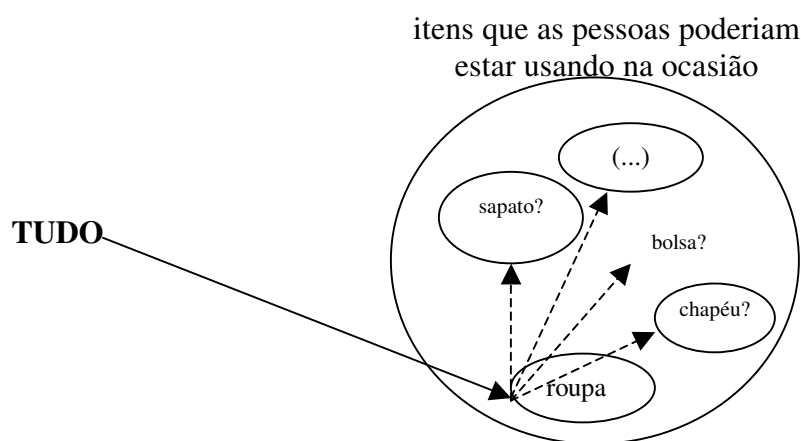 itens que as pessoas poderiam
estar usando na ocasião
(...)
sapato?
TUDO
bolsa?
chapéu?
roupa